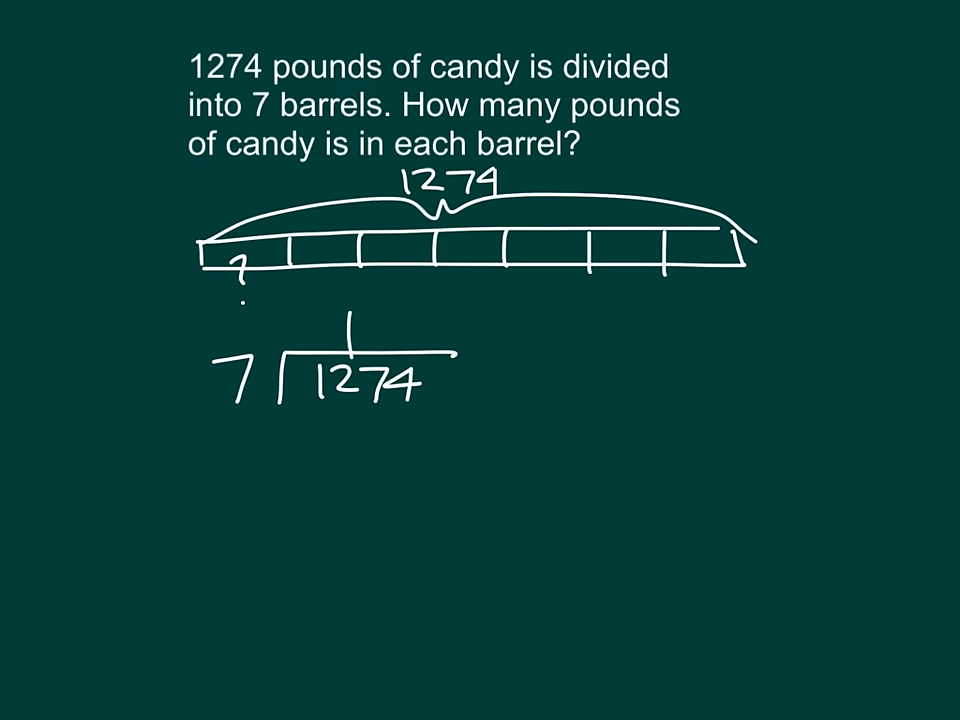 1274 pounds of candy is divided
into 7 barrels. How many pounds
of candy is in each barrel?
1274
?
1
7 1274